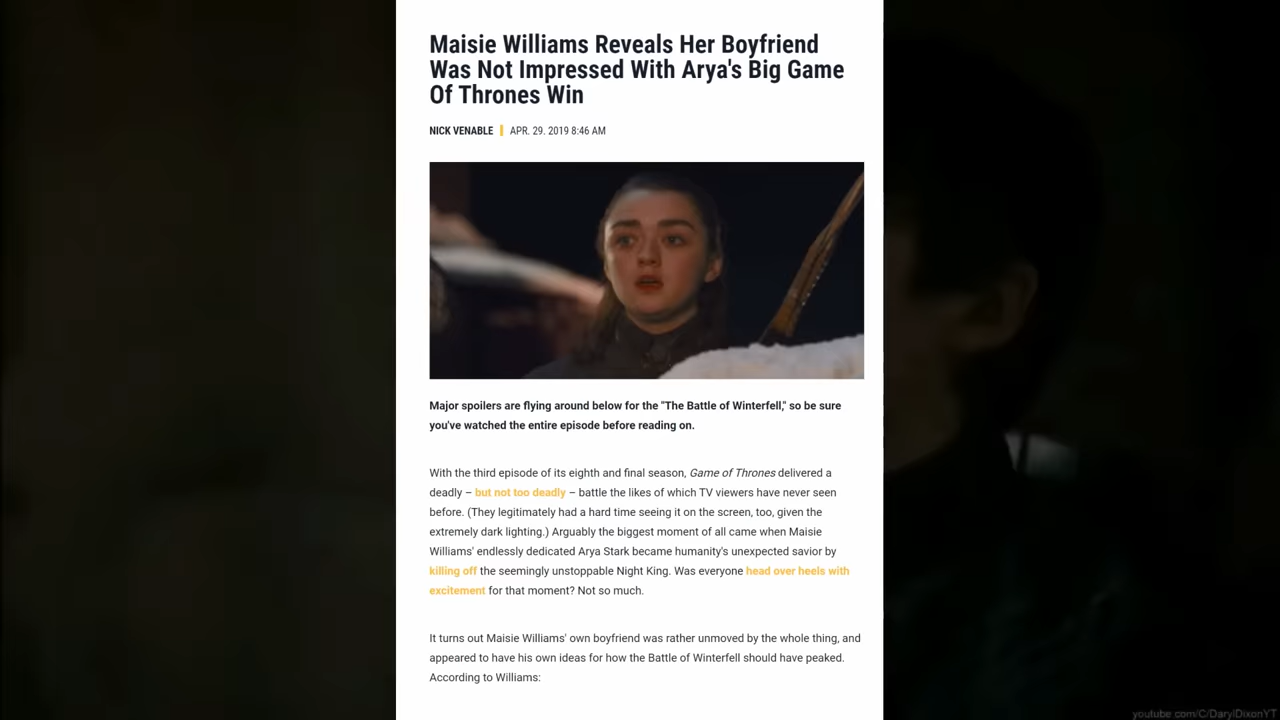 Maisie Williams Reveals Her Boyfriend
Was Not Impressed With Arya's Big Game
Of Thrones Win
NICK VENABLE | APR. 29. 2019 8:46 AM
Major spoilers are flying around below for the "The Battle of Winterfell," so be sure
you've watched the entire episode before reading on.
With the third episode of its eighth and final season, Game of Thrones delivered a
deadly – but not too deadly – battle the likes of which TV viewers have never seen
before. (They legitimately had a hard time seeing it on the screen, too, given the
extremely dark lighting.) Arguably the biggest moment of all came when Maisie
Williams' endlessly dedicated Arya Stark became humanity's unexpected savior by
killing off the seemingly unstoppable Night King. Was everyone head over heels with
excitement for that moment? Not so much.
It turns out Maisie Williams' own boyfriend was rather unmoved by the whole thing, and
appeared to have his own ideas for how the Battle of Winterfell should have peaked.
According to Williams:
youtube.com/C/DarylDixonYT